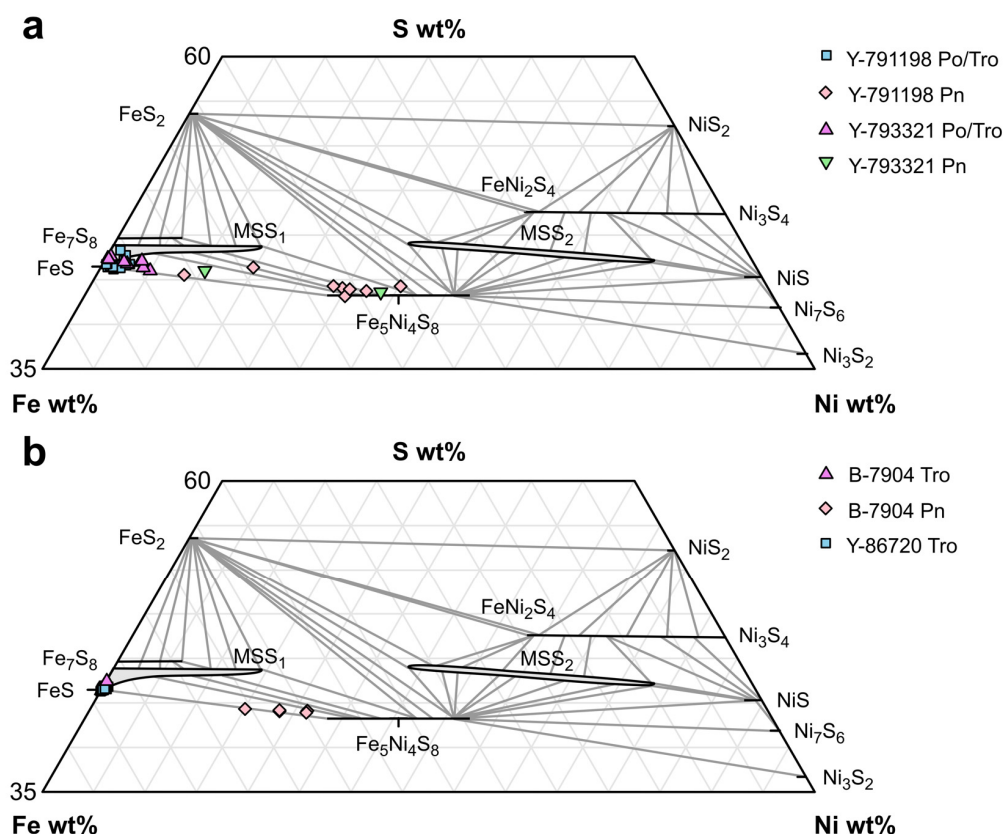 a
S wt%
60
FeS2
NiS2
FeNi2S4
Ni3S4
Fe7S8
MSS1
MSS2
FeS
NiS
Ni7S6
Fe5Ni4S8
Ni3S2
35
Fe wt%
Ni wt%
Y-791198 Po/Tro
Y-791198 Pn
Y-793321 Po/Tro
Y-793321 Pn
b
S wt%
60
FeS2
NiS2
FeNi2S4
Ni3S4
Fe7S8
MSS1
MSS2
FeS
NiS
Ni7S6
Fe5Ni4S8
Ni3S2
35
Fe wt%
Ni wt%
B-7904 Tro
B-7904 Pn
Y-86720 Tro